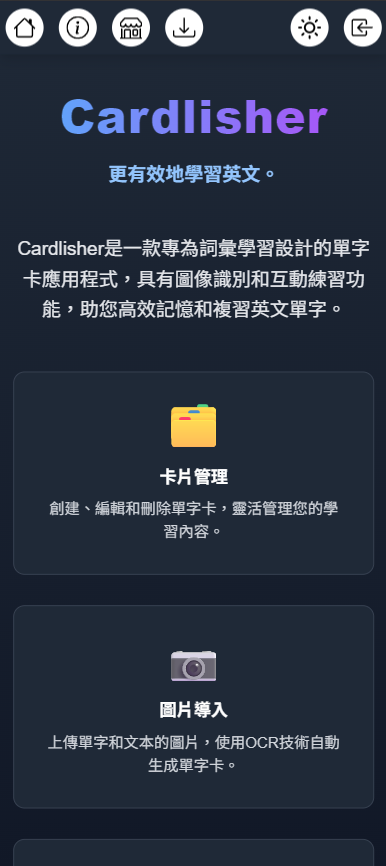 Cardlisher
更有效地學習英文。
Cardlisher是一款專為詞彙學習設計的單字
卡應用程式，具有圖像識別和互動練習功
能，助您高效記憶和複習英文單字。
卡片管理
創建、編輯和刪除單字卡，靈活管理您的學
習內容。
圖片導入
上傳單字和文本的圖片，使用OCR技術自動
生成單字卡。